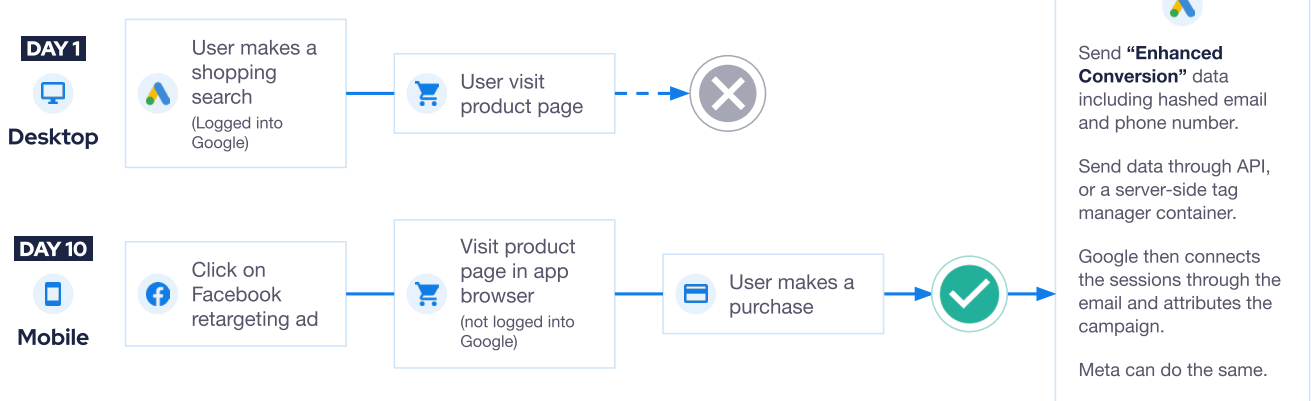 DAY 1
Desktop
User makes a
shopping
search
(Logged into
Google)
User visit
product page
DAY 10
Mobile
Click on
Facebook
retargeting ad
Visit product
page in app
browser
(not logged into
Google)
User makes a
purchase
Send “Enhanced
Conversion” data
including hashed email
and phone number.
Send data through API,
or a server-side tag
manager container.
Google then connects
the sessions through the
email and attributes the
campaign.
Meta can do the same.